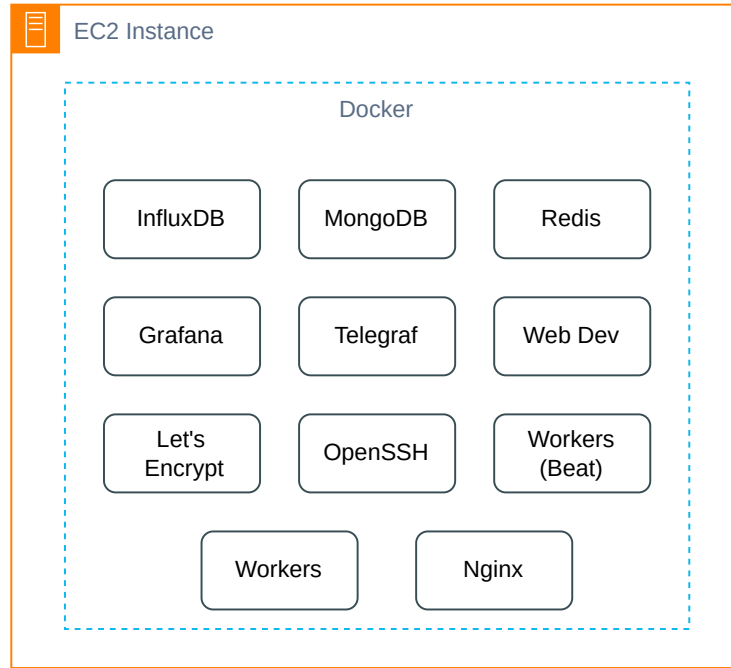 EC2 Instance
Docker
InfluxDB
MongoDB
Redis
Grafana
Telegraf
Web Dev
Let's
Encrypt
OpenSSH
Workers
(Beat)
Workers
Nginx